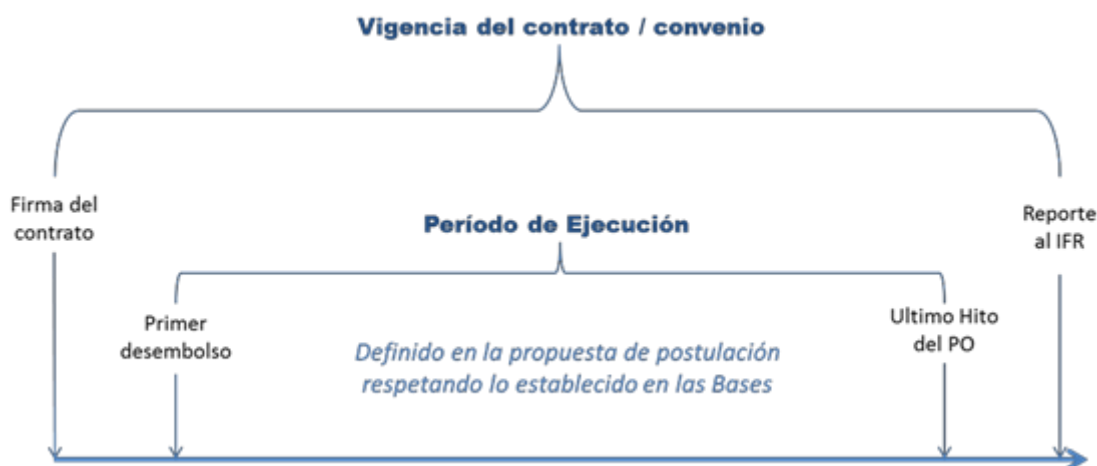 Vigencia del contrato / convenio
Firma del
contrato
Período de Ejecución
Reporte
al IFR
Primer
desembolso
Ultimo Hito
del PO
Definido en la propuesta de postulación
respetando lo establecido en las Bases